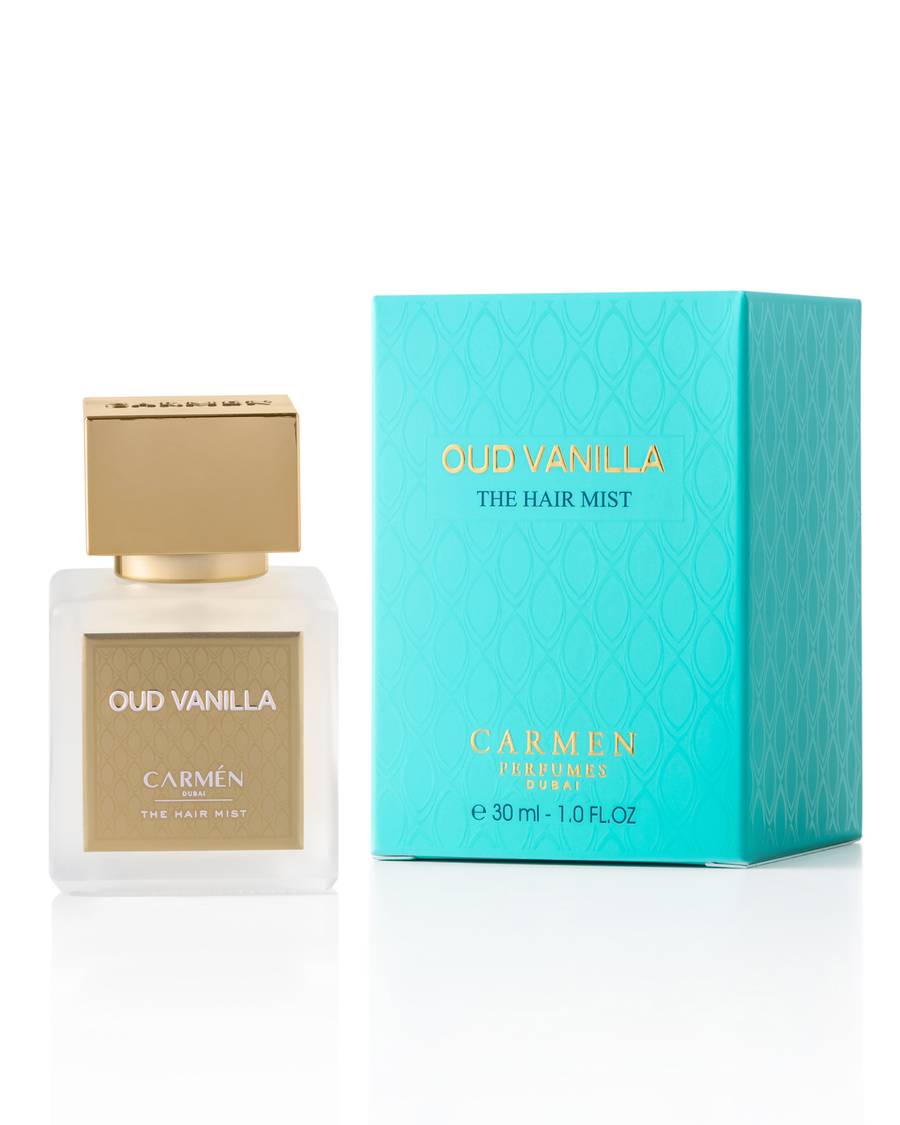 CARMEN
OUD VANILLA
CARMÉN
DUBAI
THE HAIR MIST
OUD VANILLA
THE HAIR MIST
CARMEN
PERFUMES
DUBAI
℮ 30 ml - 1.0 FL.OZ